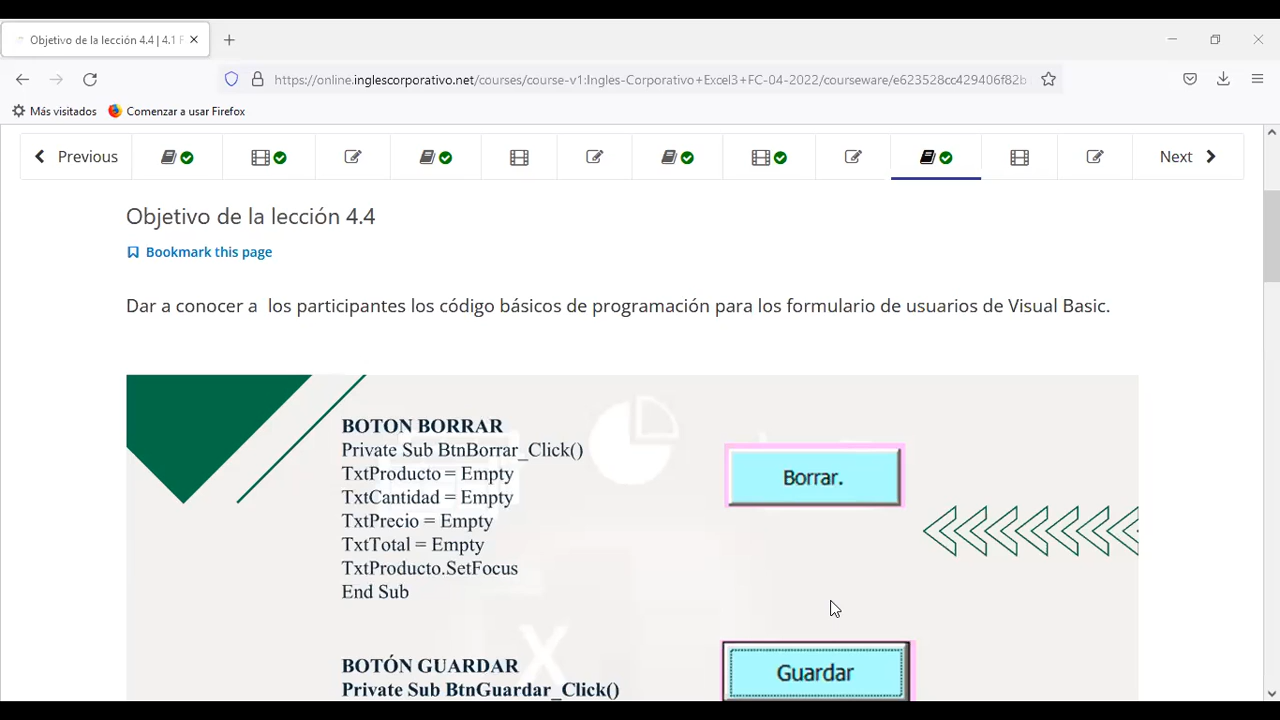 Objetivo de la lección 4.4 | 4.1 F
https://online.inglescorporativo.net/courses/course-v1:Ingles-Corporativo+Excel3+FC-04-2022/courseware/e623528cc429406f82b
Más visitados
Comenzar a usar Firefox
Previous
Next
Objetivo de la lección 4.4
Bookmark this page
Dar a conocer a  los participantes los código básicos de programación para los formulario de usuarios de Visual Basic.
BOTON BORRAR
Private Sub BtnBorrar_Click()
TxtProducto = Empty
TxtCantidad = Empty
TxtPrecio = Empty
TxtTotal = Empty
TxtProducto.SetFocus
End Sub
Borrar.
BOTÓN GUARDAR
Private Sub BtnGuardar_Click()
Guardar